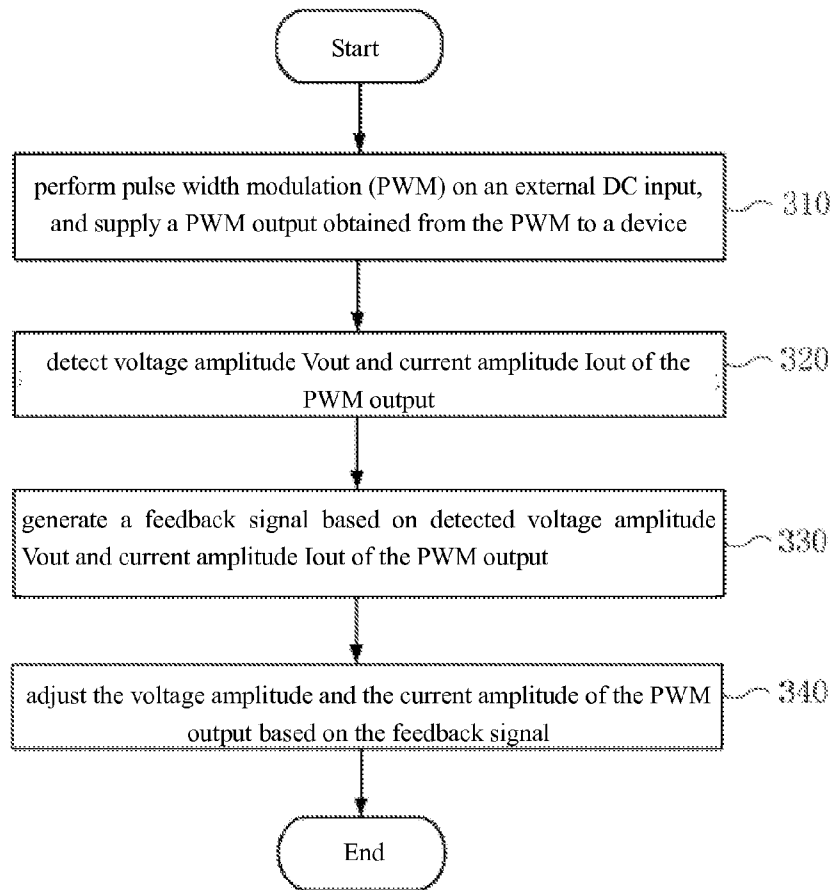 Start
perform pulse width modulation (PWM) on an external DC input,
and supply a PWM output obtained from the PWM to a device
310
detect voltage amplitude Vout and current amplitude Iout of the
PWM output
320
generate a feedback signal based on detected voltage amplitude
Vout and current amplitude Iout of the PWM output
330
adjust the voltage amplitude and the current amplitude of the PWM
output based on the feedback signal
340
End